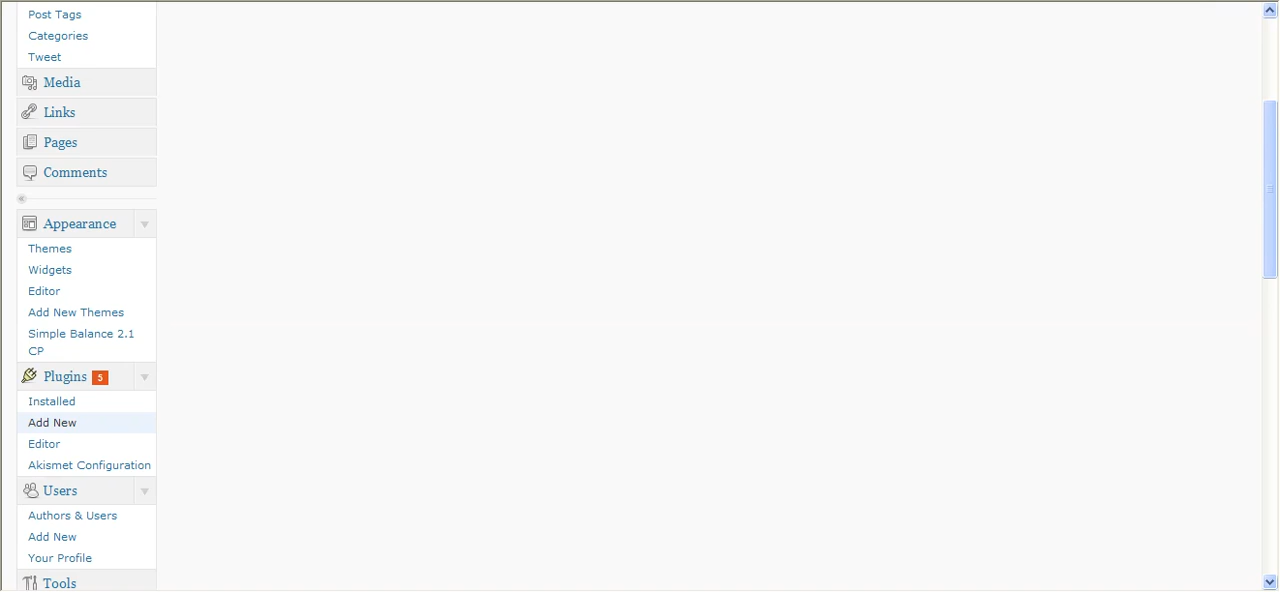 Post Tags
Categories
Tweet
Media
Links
Pages
Comments
Appearance
Themes
Widgets
Editor
Add New Themes
Simple Balance 2.1
CP
Plugins 5
Installed
Add New
Editor
Akismet Configuration
Users
Authors & Users
Add New
Your Profile
Tools